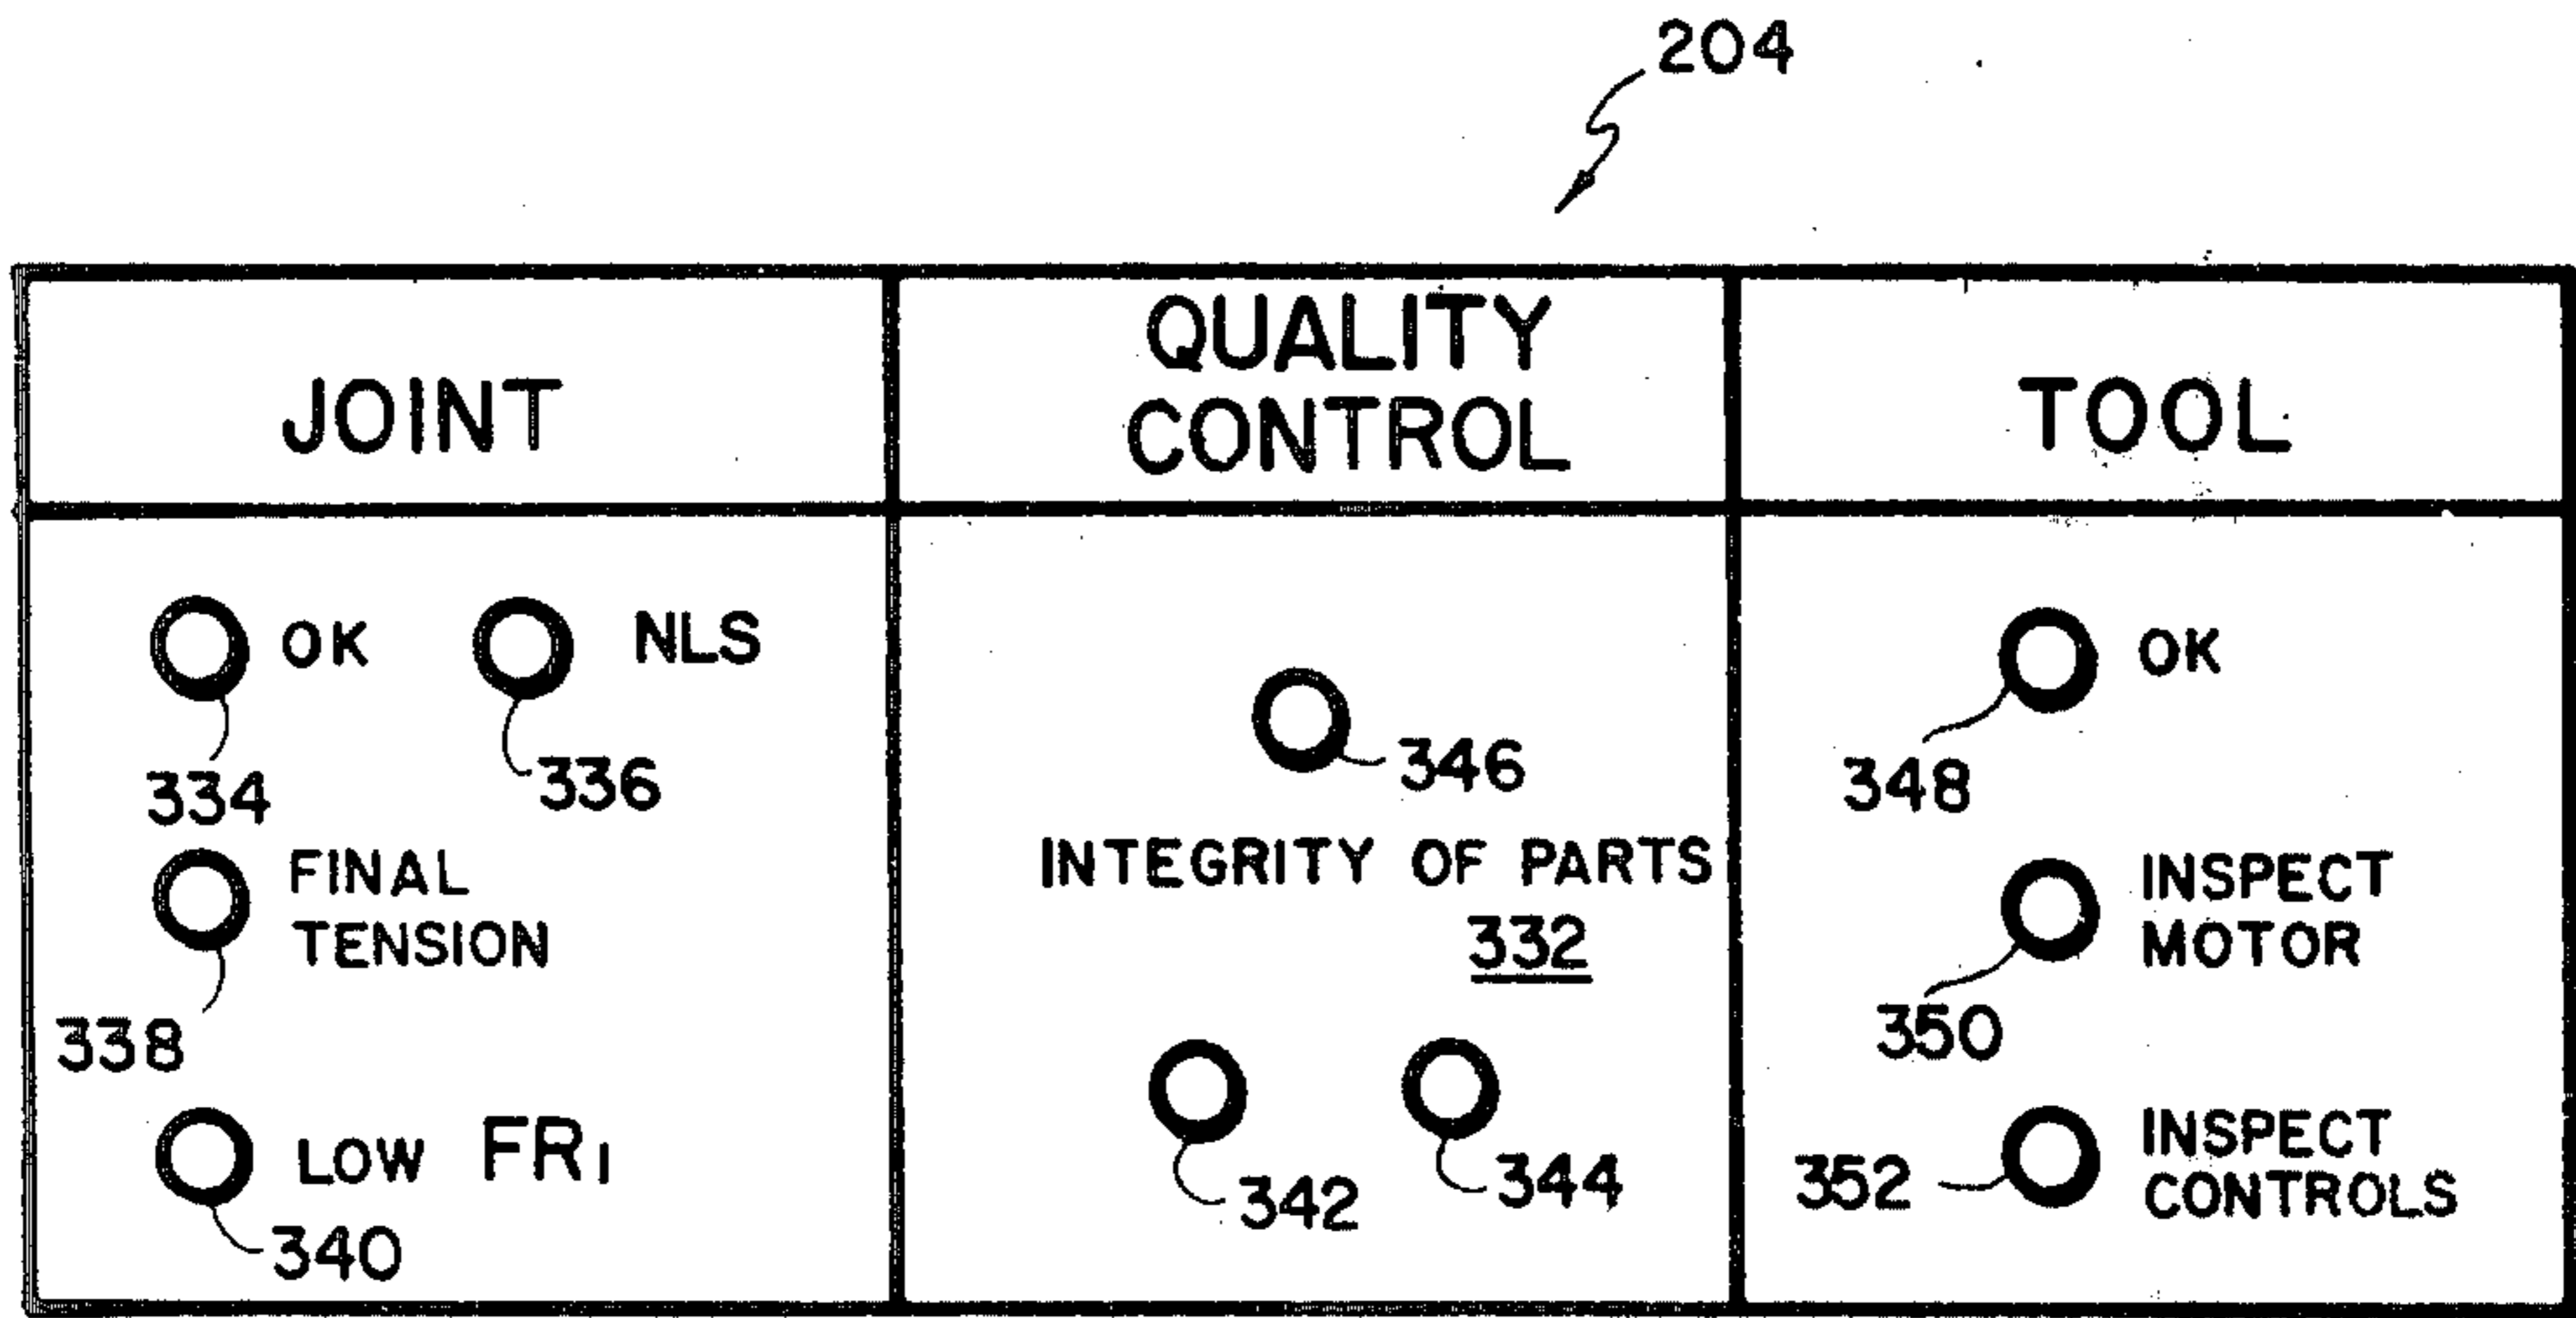 204
JOINT
QUALITY
CONTROL
TOOL
OK
NLS
334
336
FINAL
TENSION
338
LOW FR₁
340
346
INTEGRITY OF PARTS
332
342
344
OK
348
INSPECT
MOTOR
350
INSPECT
CONTROLS
352